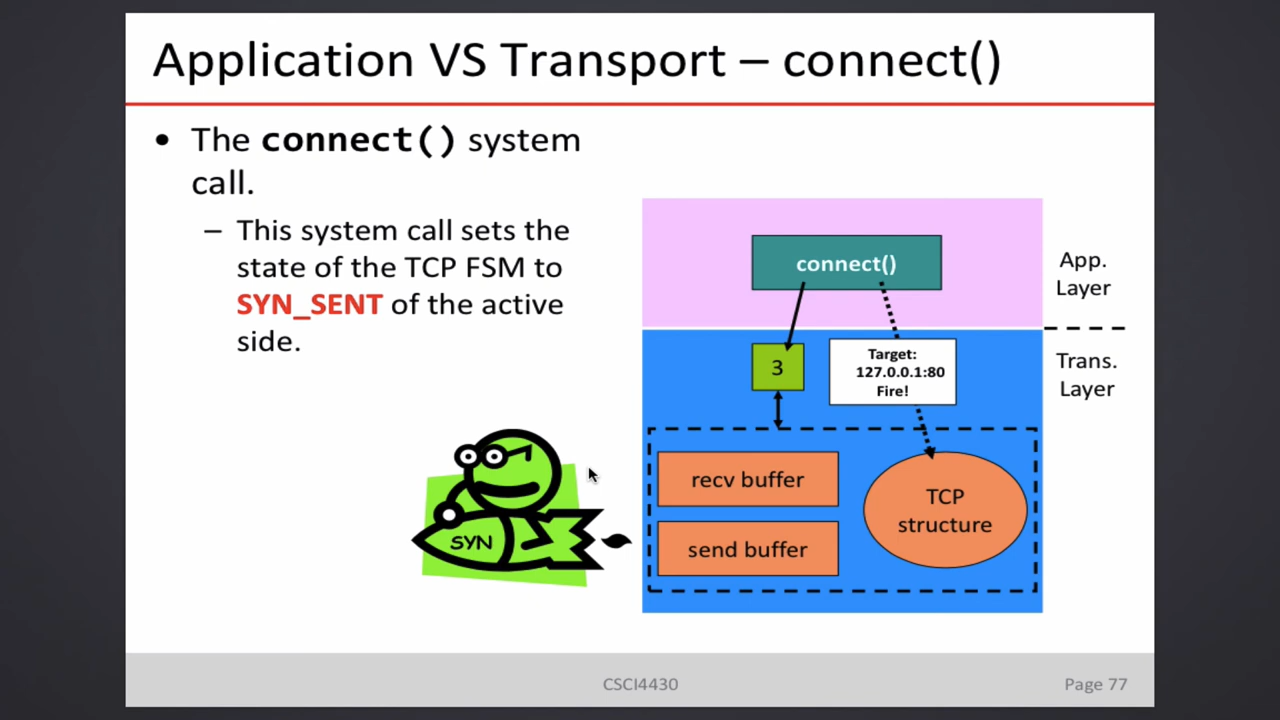 Application VS Transport – connect()
• The connect() system
call.
– This system call sets the
state of the TCP FSM to
SYN_SENT of the active
side.
connect()
App.
Layer
3
Target:
127.0.0.1:80
Fire!
Trans.
Layer
recv buffer
send buffer
TCP
structure
SYN
CSCI4430
Page 77